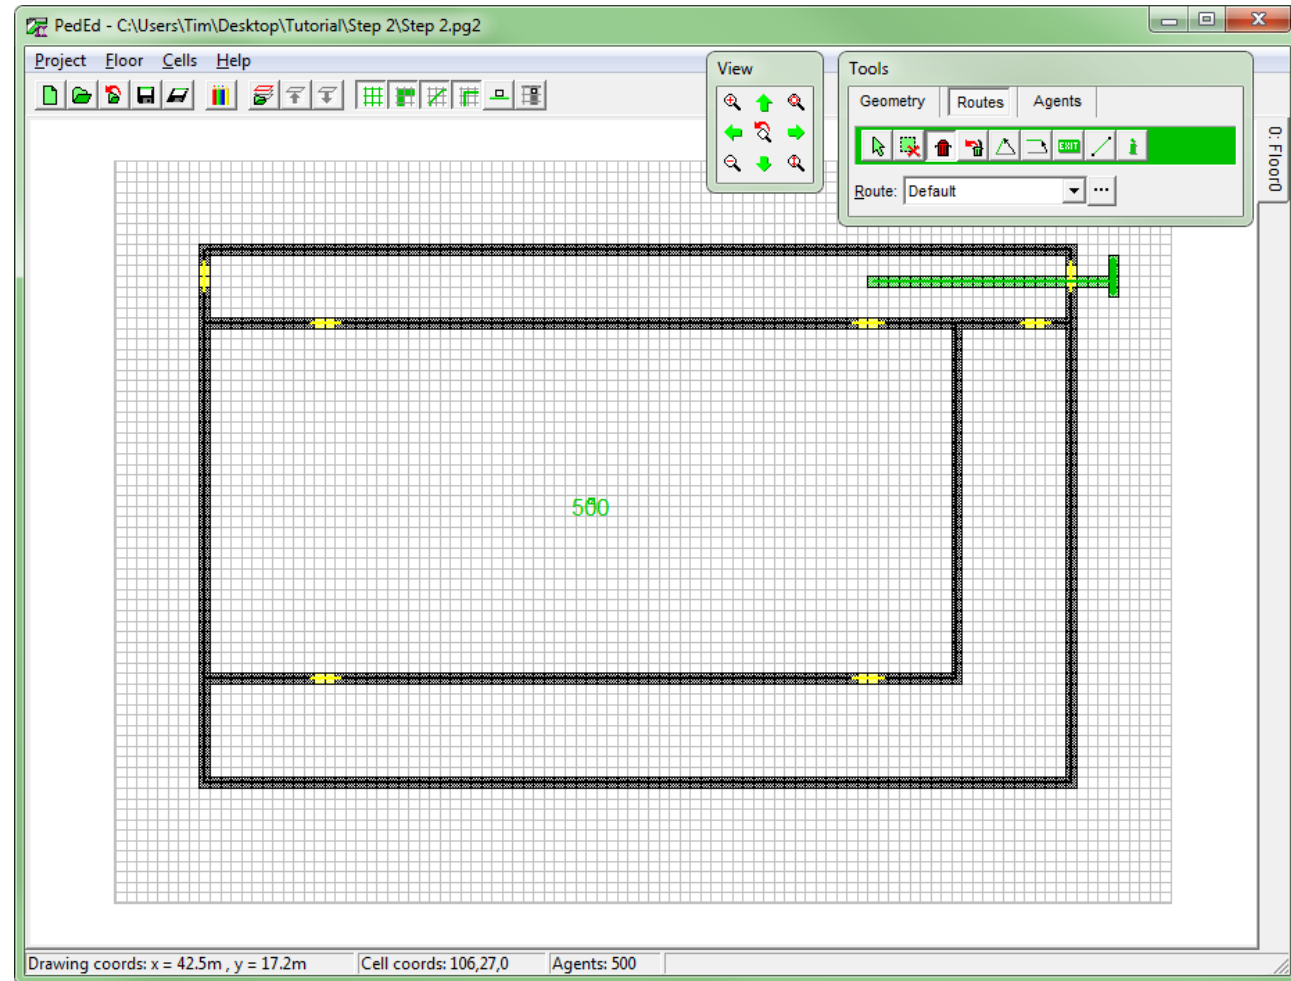 PedEd - C:\Users\Tim\Desktop\Tutorial\Step 2\Step 2.pg2
Project Floor Cells Help
View
Tools
Geometry Routes Agents
EXIT
Route: Default ...
0: Floor0
500
Drawing coords: x = 42.5m , y = 17.2m Cell coords: 106,27,0 Agents: 500